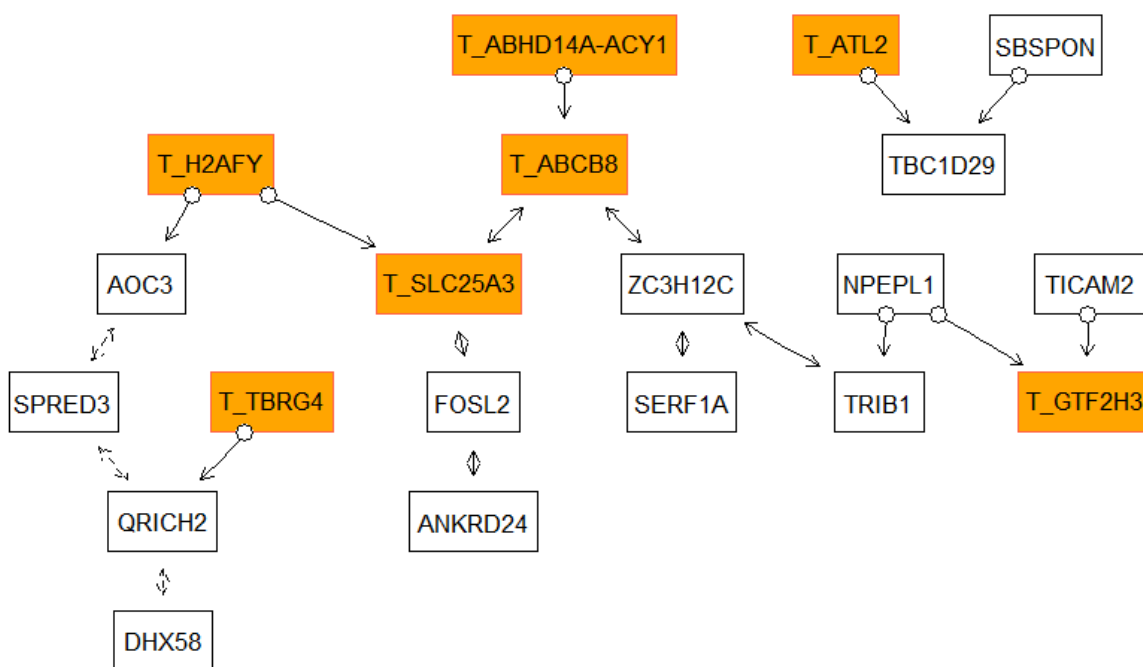 T_ABHD14A-ACY1
T_ATL2
SBSPON
T_H2AFY
T_ABCB8
TBC1D29
AOC3
T_SLC25A3
ZC3H12C
NPEPL1
TICAM2
SPRED3
T_TBRG4
FOSL2
SERF1A
TRIB1
T_GTF2H3
QRICH2
ANKRD24
DHX58